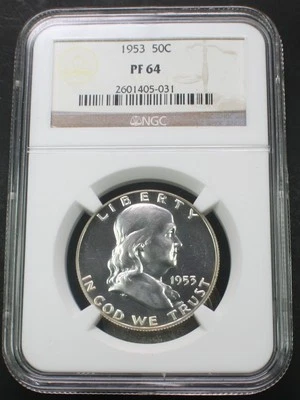 1953 50C
PF 64
2601405-031
NGC
LIBERTY
1953
IN GOD WE TRUST